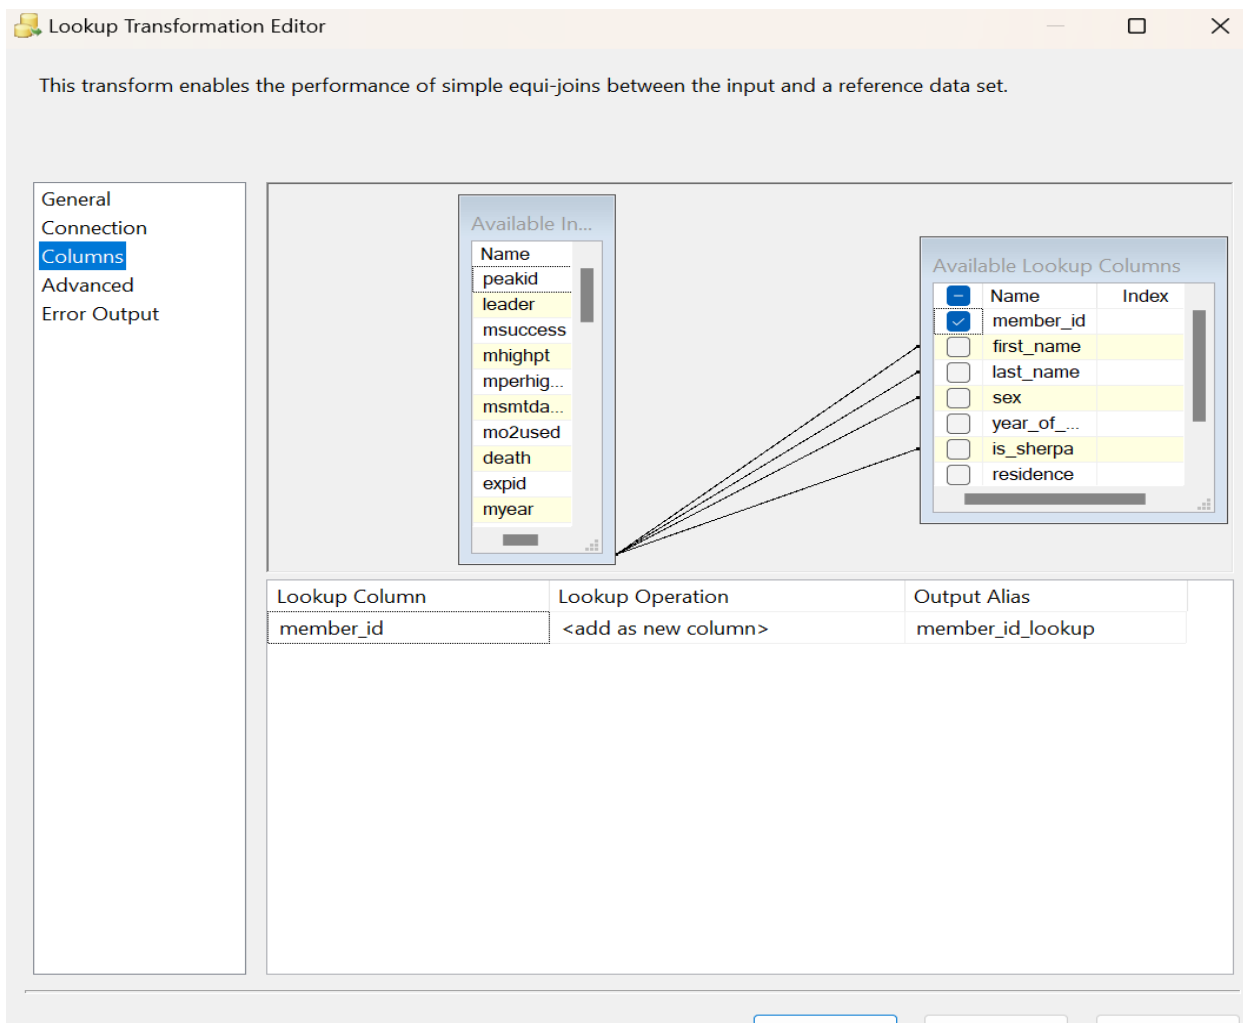 Lookup Transformation Editor
This transform enables the performance of simple equi-joins between the input and a reference data set.
General
Connection
Columns
Advanced
Error Output
Available In...
Name
peakid
leader
msuccess
mhighpt
mperhig...
msmtda...
mo2used
death
expid
myear
Available Lookup Columns
Name Index
member_id
first_name
last_name
sex
year_of_...
is_sherpa
residence
Lookup Column Lookup Operation Output Alias
member_id <add as new column> member_id_lookup